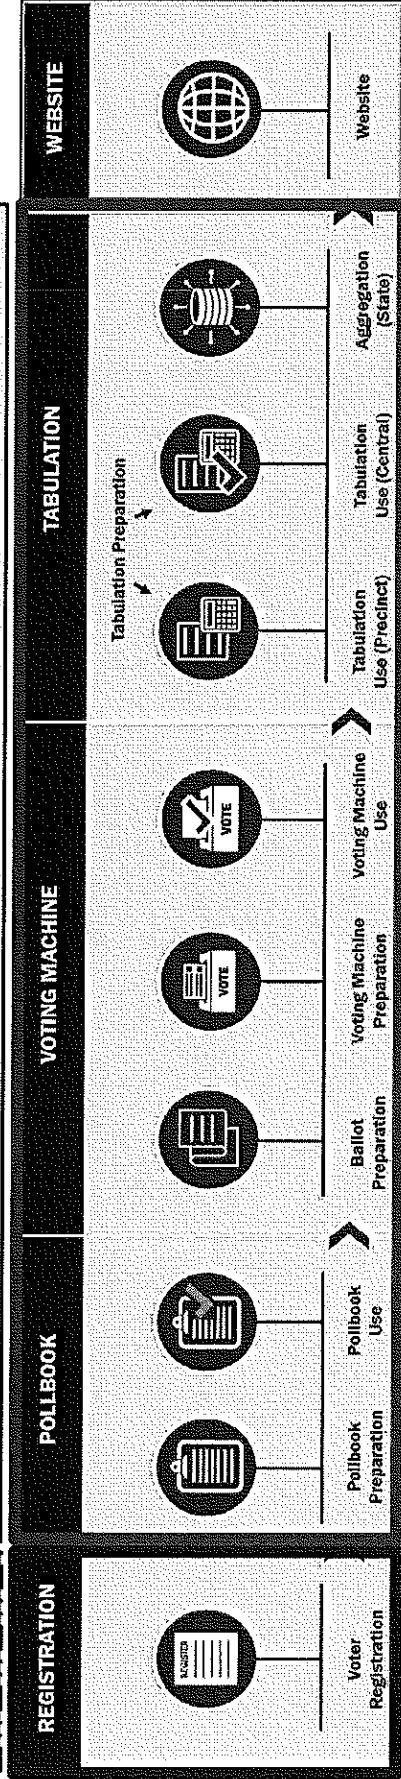 REGISTRATION
POLLBOOK
VOTING MACHINE
TABULATION
WEBSITE
Tabulation Preparation
REGISTER
VOTE
VOTE
Voter
Registration
Pollbook
Preparation
Pollbook
Use
Ballot
Preparation
Voting Machine
Preparation
Voting Machine
Use
Tabulation
Use (Precinct)
Tabulation
Use (Central)
Aggregation
(State)
Website